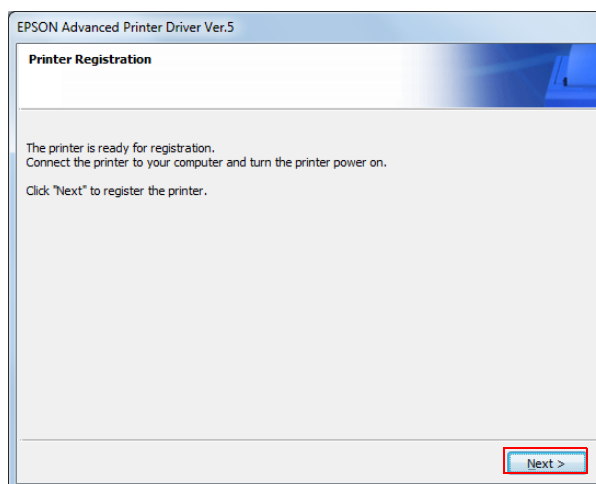 EPSON Advanced Printer Driver Ver.5
Printer Registration
The printer is ready for registration.
Connect the printer to your computer and turn the printer power on.
Click "Next" to register the printer.
Next >